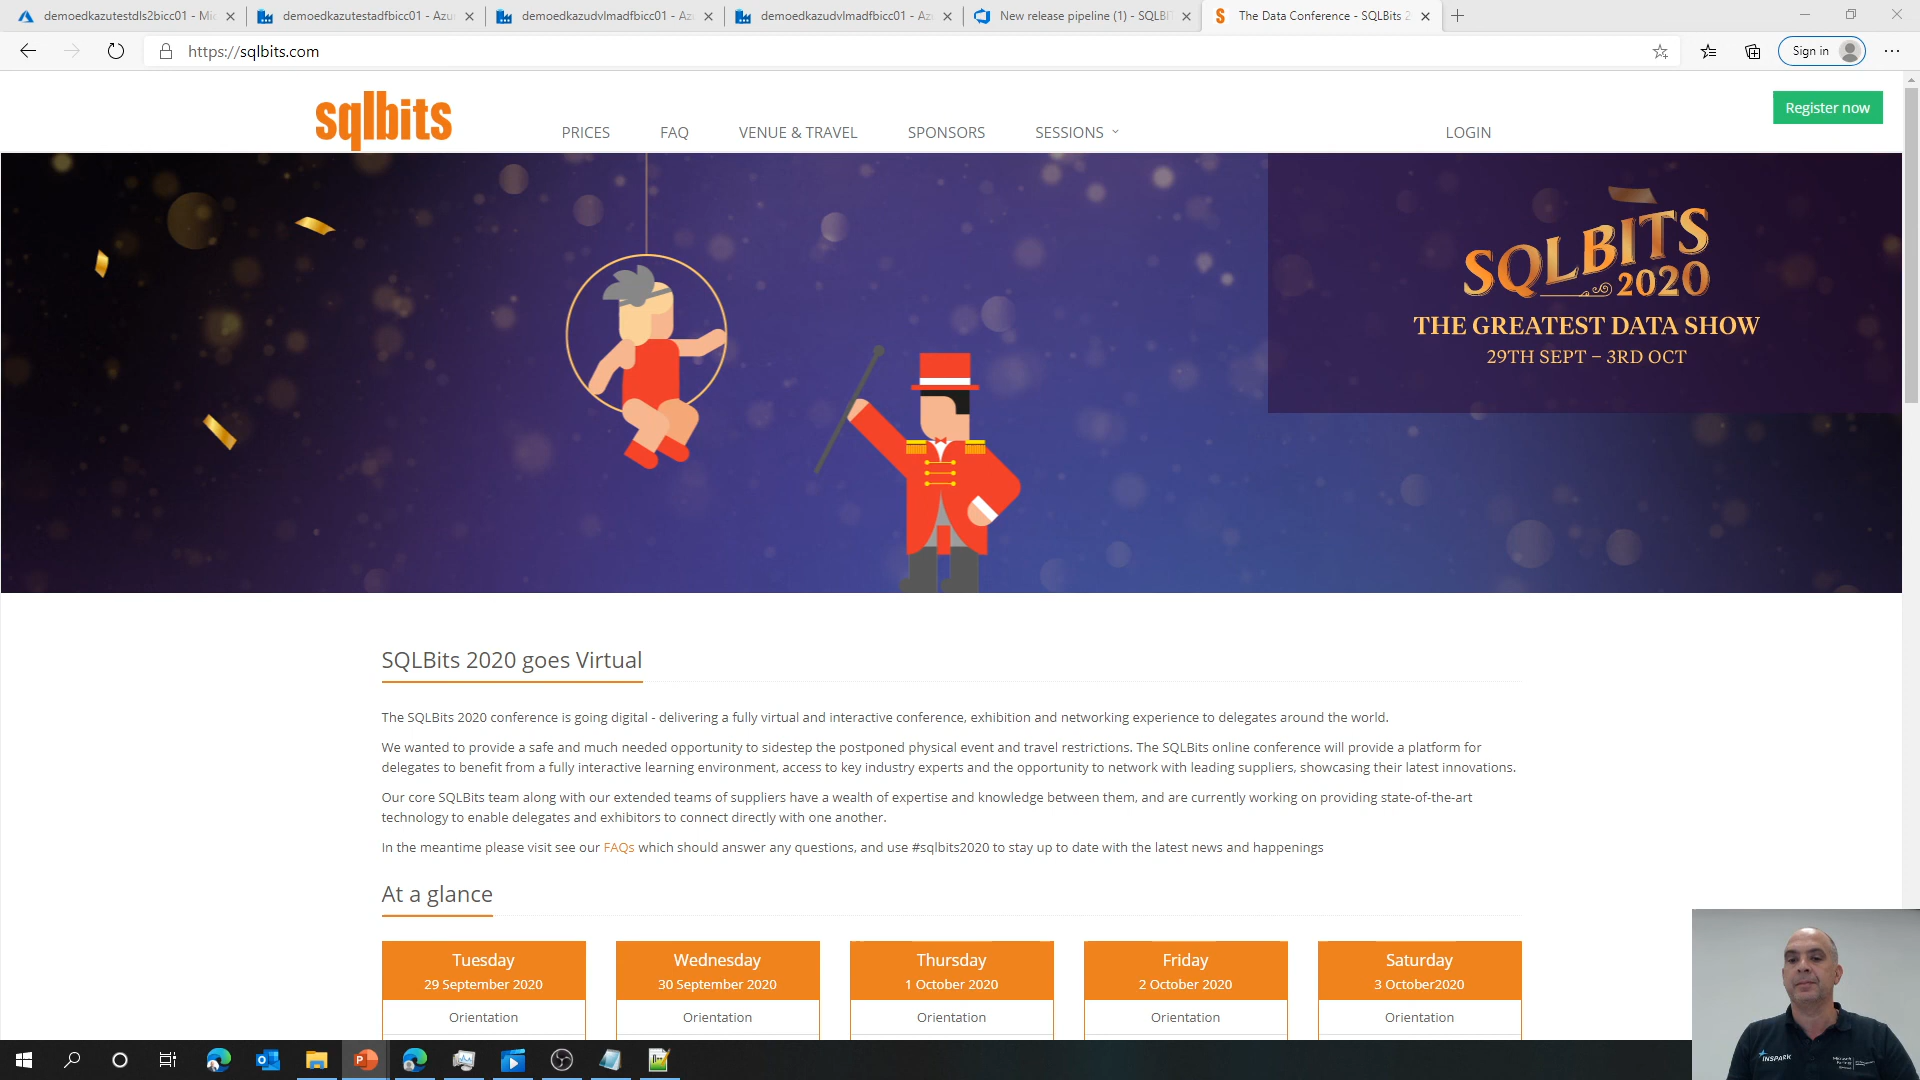 demoedkazutestdls2bicc01 - Mic
demoedkazutestadfbicc01 - Azu
demoedkazudvlmadfbicc01 - Az
demoedkazudvlmadfbicc01 - Az
New release pipeline (1) - SQLBIT
The Data Conference - SQLBits 2
https://sqlbits.com
Sign in
sqlbits
PRICES
FAQ
VENUE & TRAVEL
SPONSORS
SESSIONS
LOGIN
Register now
SQLBITS
2020
THE GREATEST DATA SHOW
29TH SEPT – 3RD OCT
SQLBits 2020 goes Virtual
The SQLBits 2020 conference is going digital - delivering a fully virtual and interactive conference, exhibition and networking experience to delegates around the world.
We wanted to provide a safe and much needed opportunity to sidestep the postponed physical event and travel restrictions. The SQLBits online conference will provide a platform for
delegates to benefit from a fully interactive learning environment, access to key industry experts and the opportunity to network with leading suppliers, showcasing their latest innovations.
Our core SQLBits team along with our extended teams of suppliers have a wealth of expertise and knowledge between them, and are currently working on providing state-of-the-art
technology to enable delegates and exhibitors to connect directly with one another.
In the meantime please visit see our FAQs which should answer any questions, and use #sqlbits2020 to stay up to date with the latest news and happenings
At a glance
Tuesday
29 September 2020
Orientation
Wednesday
30 September 2020
Orientation
Thursday
1 October 2020
Orientation
Friday
2 October 2020
Orientation
Saturday
3 October2020
Orientation
INSPARK